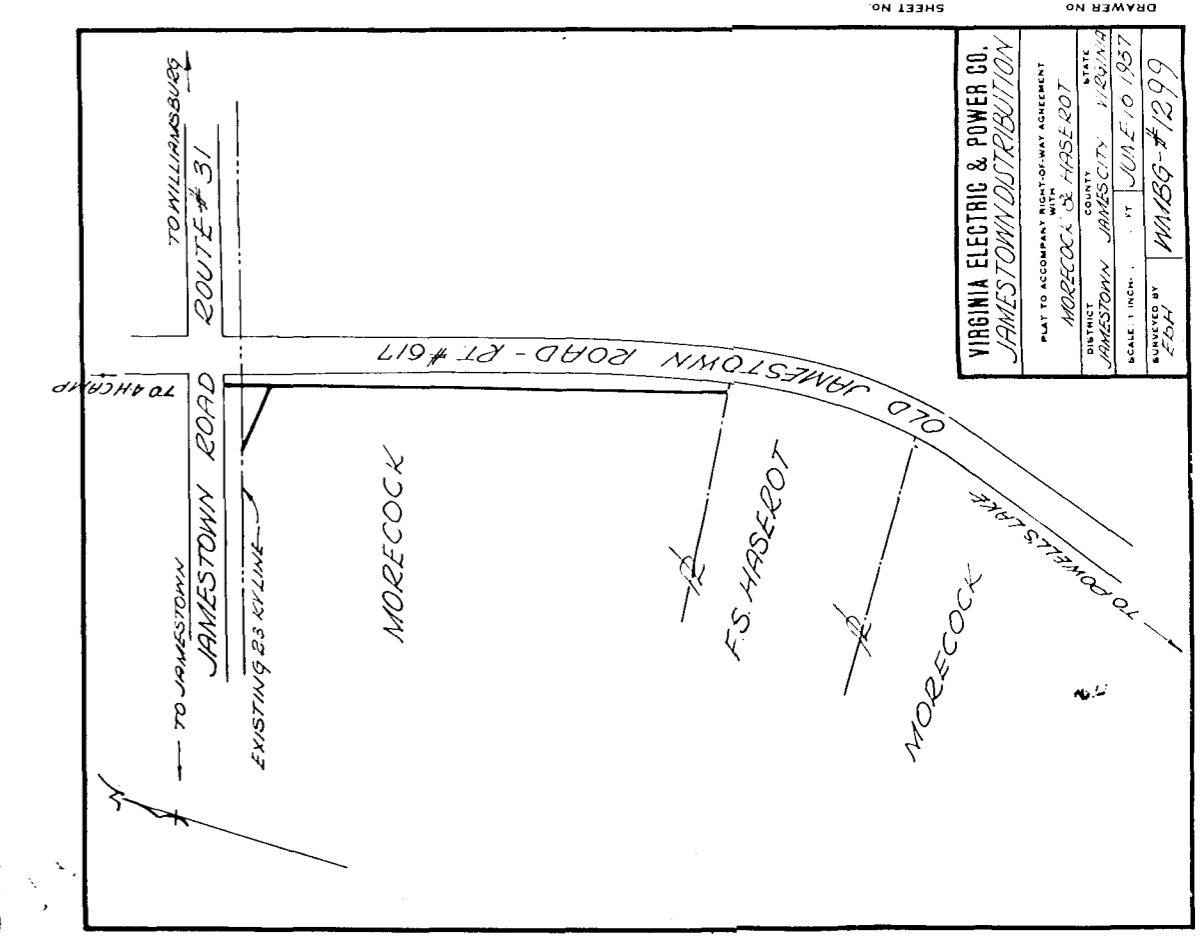 SHEET NO.
DRAWER NO
VIRGINIA ELECTRIC & POWER CO.
JAMESTOWN DISTRIBUTION
PLAT TO ACCOMPANY RIGHT-OF-WAY AGREEMENT
WITH
MORECOCK & HASEROT
DISTRICT COUNTY STATE
JAMESTOWN JAMES CITY VIRGINIA
SCALE: 1 INCH- FT JUNE 10 1957
SURVEYED BY
EGH WMBG-#1299
TO WILLIAMSBURG
ROUTE #31
TO 4H CAMP
JAMESTOWN ROAD
TO JAMESTOWN
EXISTING 23 KV LINE
OLD JAMESTOWN ROAD - RT. #617
MORECOCK
F.S. HASEROT
MORECOCK
TO POWELLS LAKE
PL
PL
N